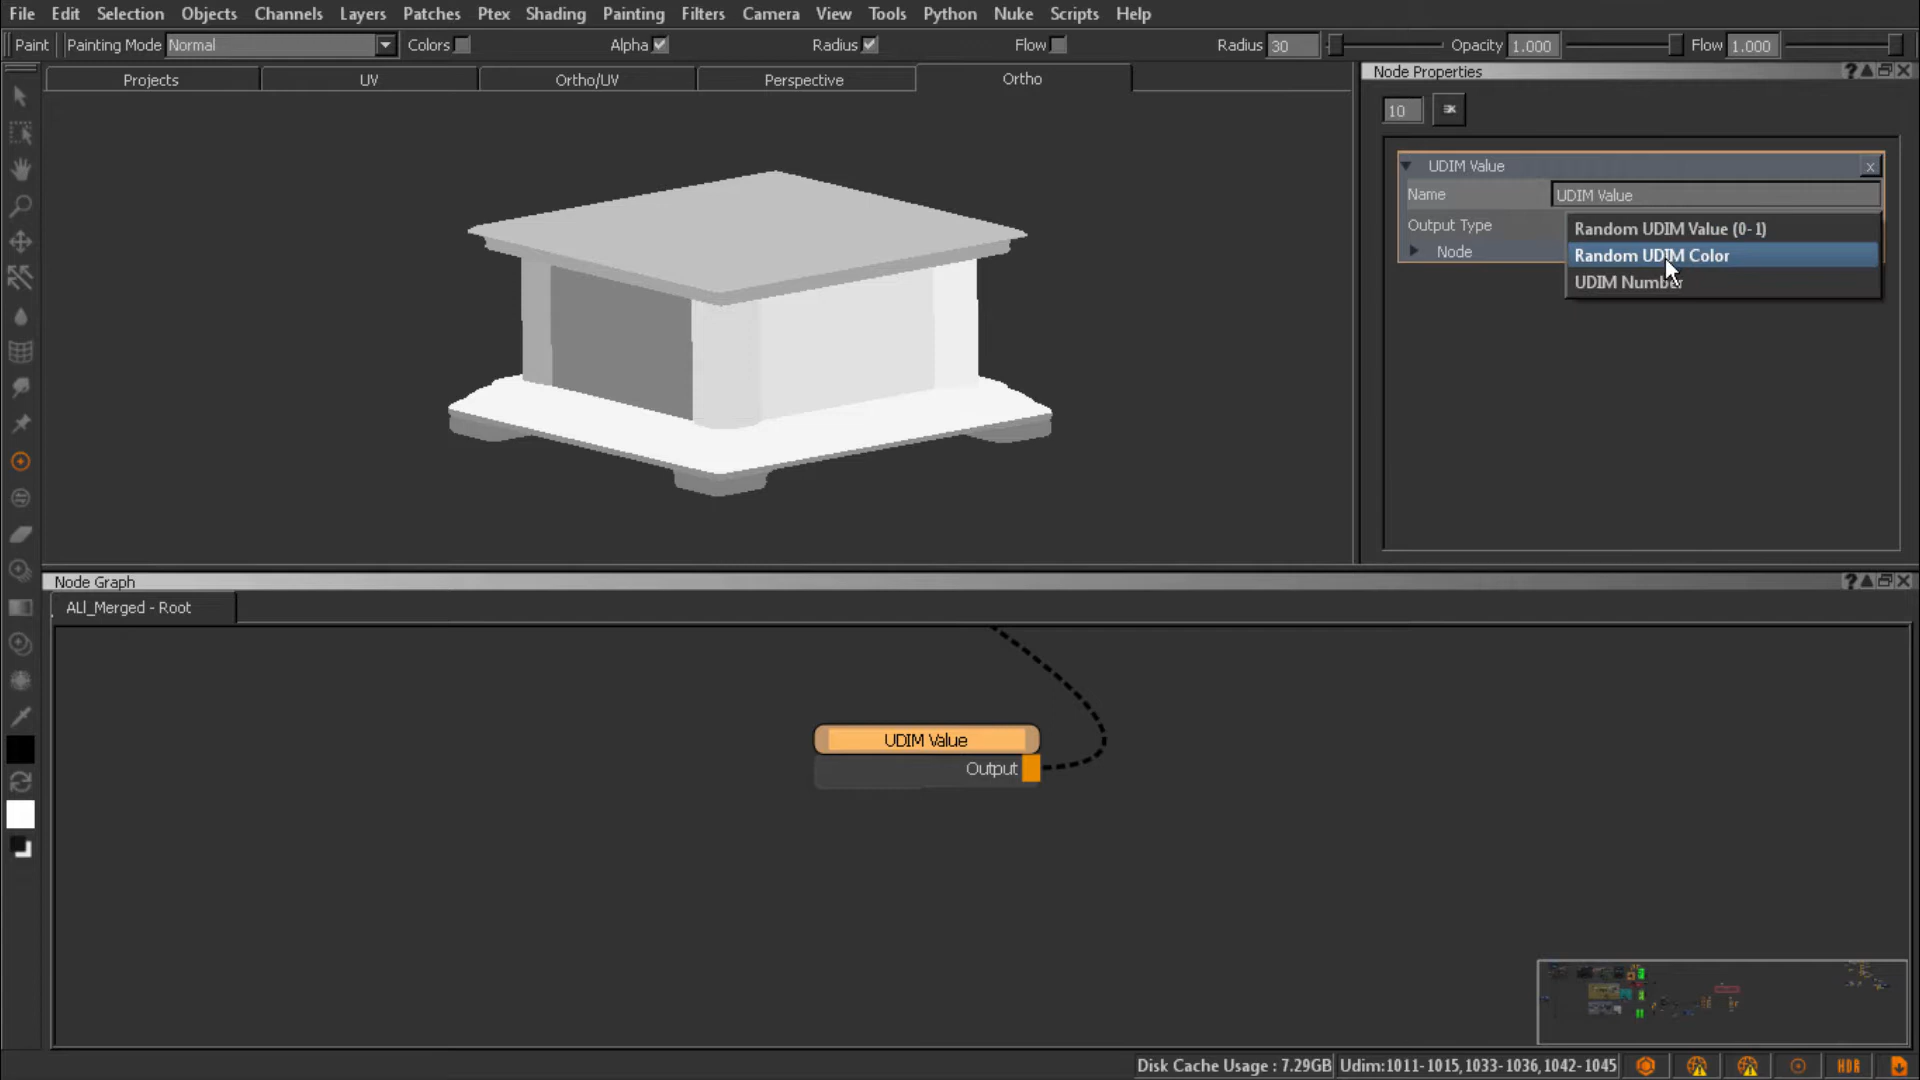 File Edit Selection Objects Channels Layers Patches Ptex Shading Painting Filters Camera View Tools Python Nuke Scripts Help
Paint Painting Mode Normal Colors Alpha Radius Flow Radius 30 Opacity 1.000 Flow 1.000
Projects UV Ortho/UV Perspective Ortho
Node Properties
10
UDIM Value
Name UDIM Value
Output Type
Random UDIM Value (0-1)
Node Random UDIM Color
UDIM Number
Node Graph
ALl_Merged - Root
UDIM Value
Output
Disk Cache Usage : 7.29GB Udim:1011-1015,1033-1036,1042-1045 HDR